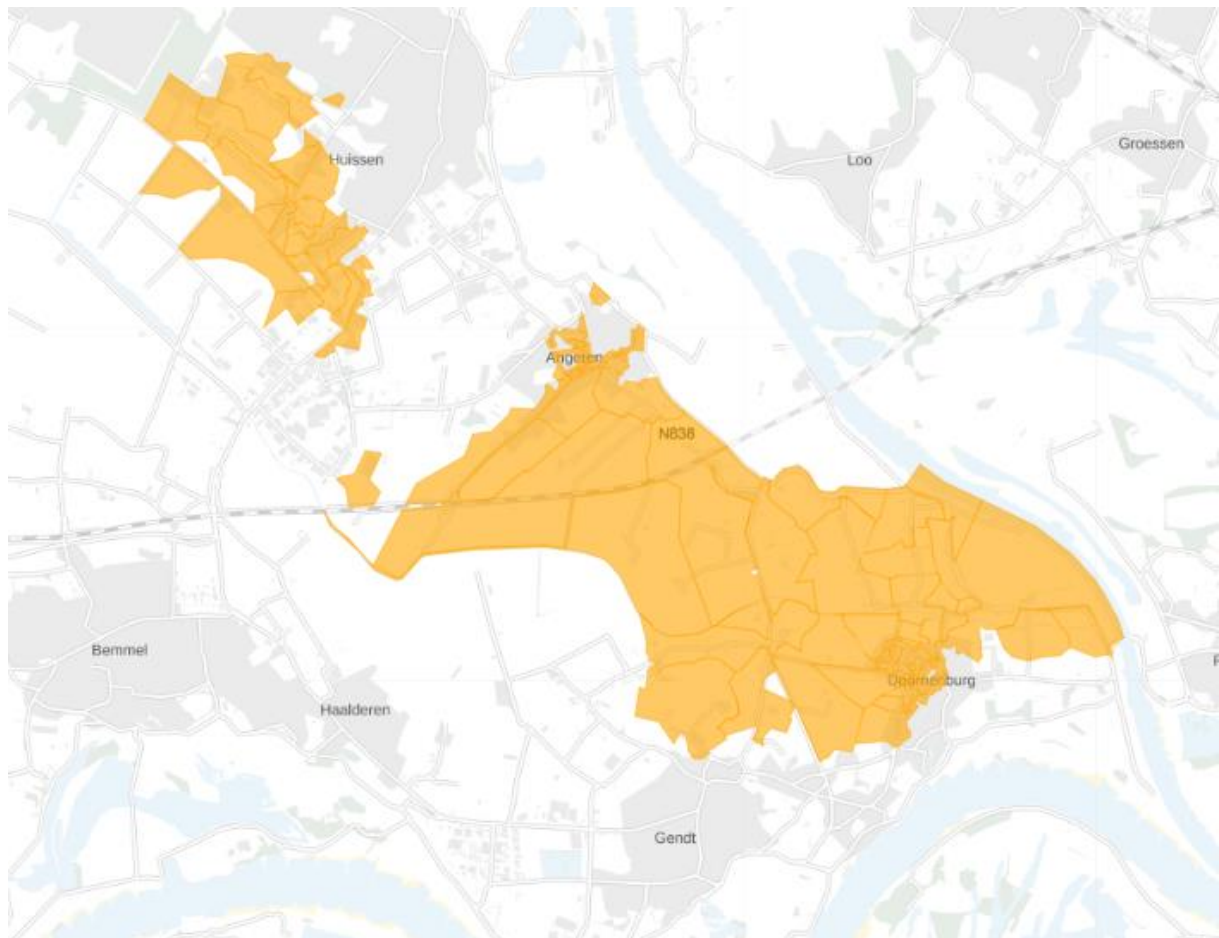 Groessen
Huissen
Loo
Angeren
N838
Bemmel
Doornenburg
Haalderen
Gendt